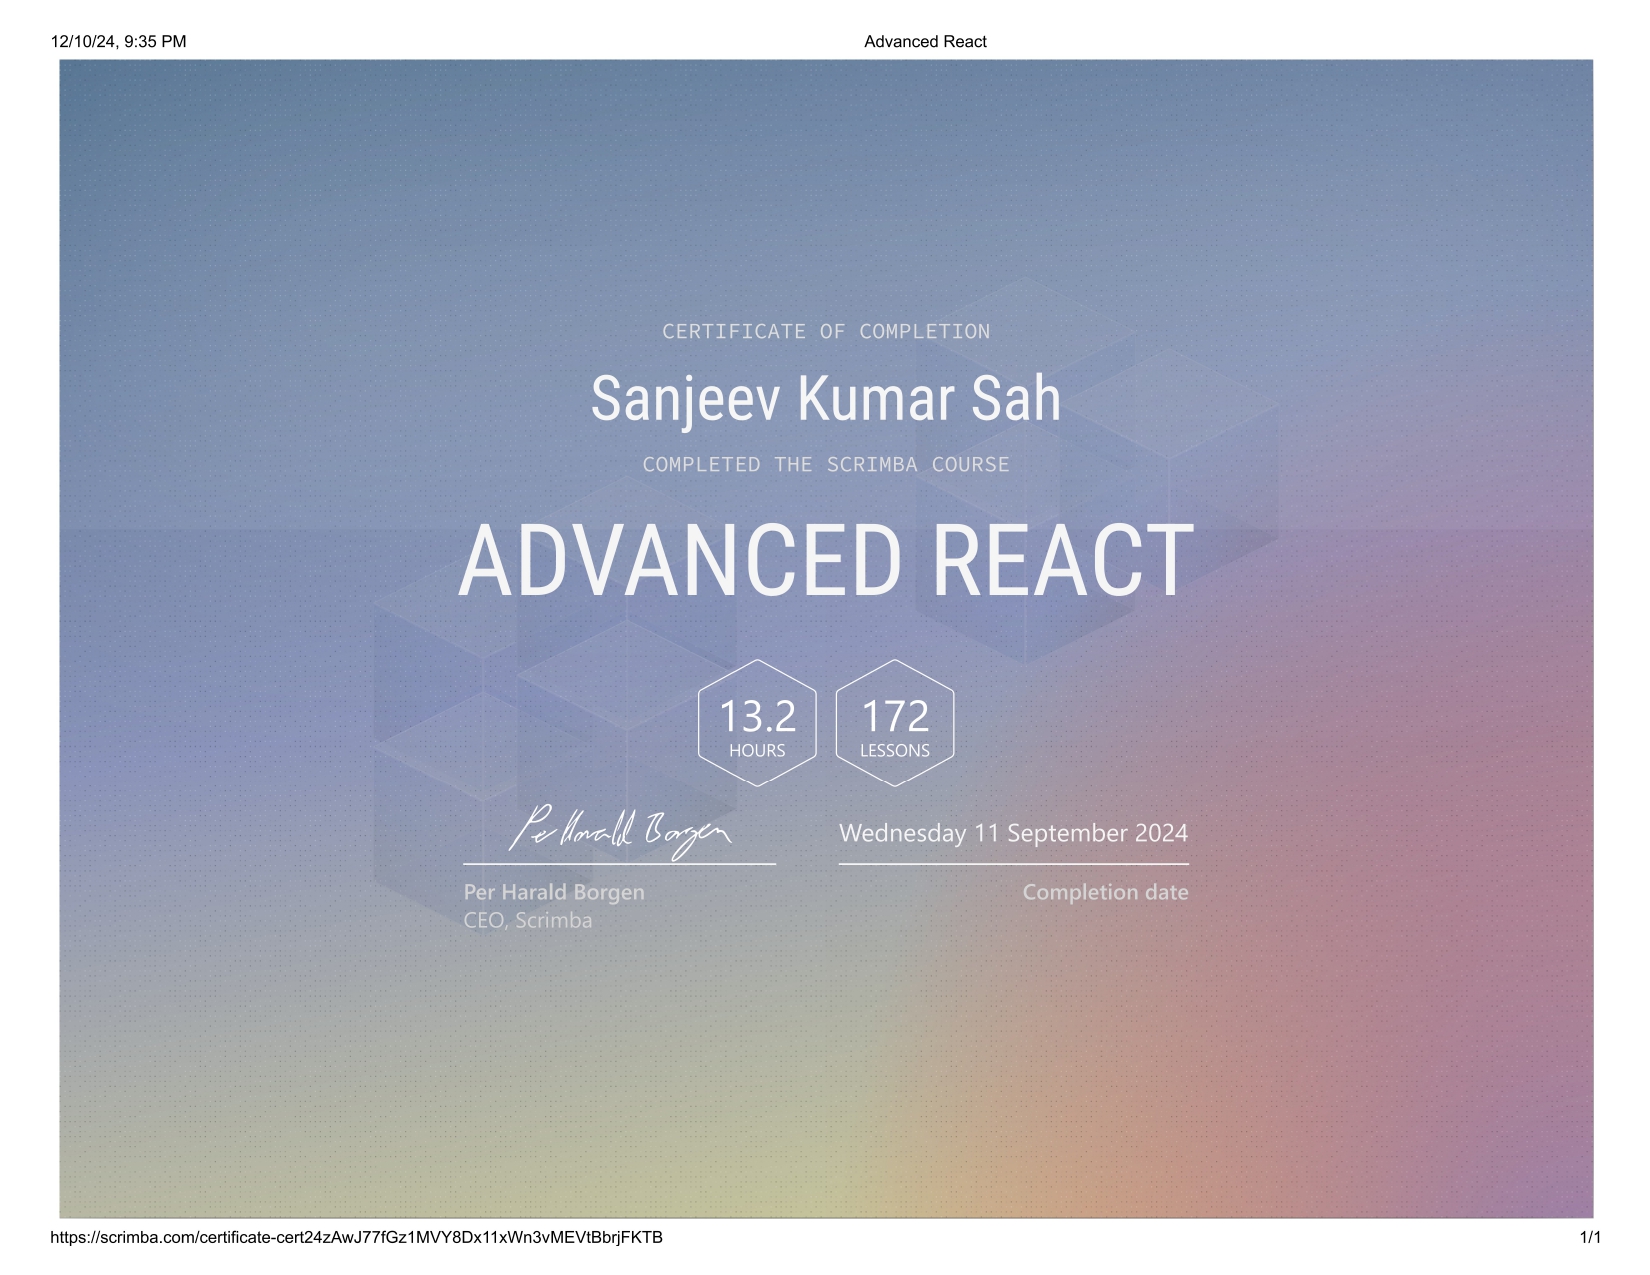 12/10/24, 9:35 PM
Advanced React
CERTIFICATE OF COMPLETION
Sanjeev Kumar Sah
COMPLETED THE SCRIMBA COURSE
ADVANCED REACT
13.2
HOURS
172
LESSONS
Per Harald Borgen
Wednesday 11 September 2024
Per Harald Borgen
CEO, Scrimba
Completion date
https://scrimba.com/certificate-cert24zAwJ77fGz1MVY8Dx11xWn3vMEVtBbrjFKTB
1/1